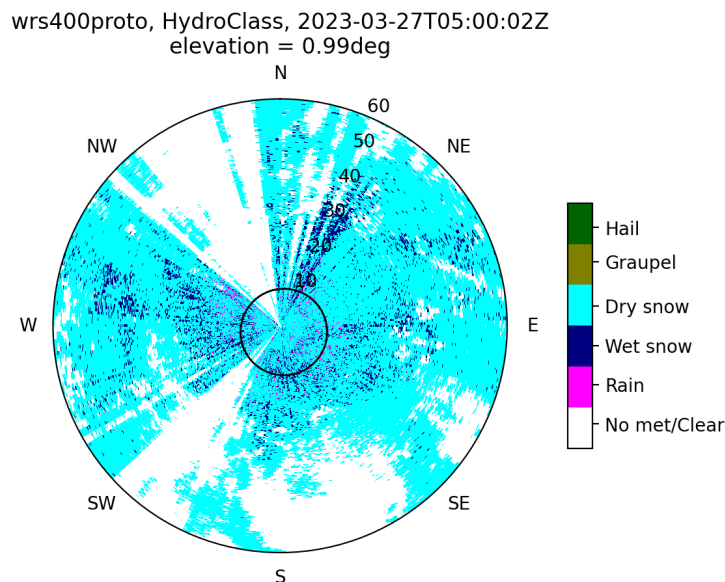 wrs400proto, HydroClass, 2023-03-27T05:00:02Z
elevation = 0.99deg
N
60
50
NW
NE
40
30
Hail
20
Graupel
10
Dry snow
W
E
Wet snow
Rain
No met/Clear
SW
SE
S